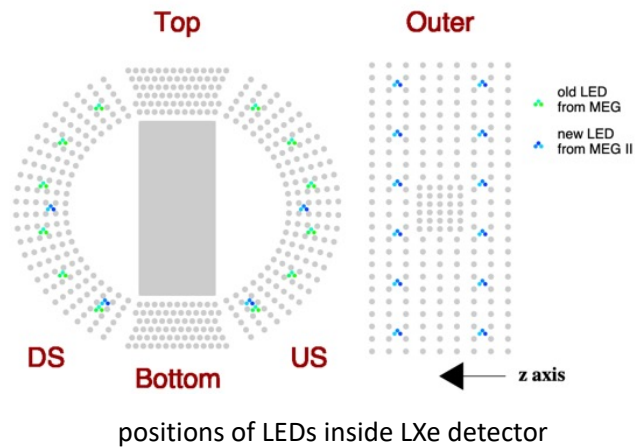 Top
Outer
old LED
from MEG
new LED
from MEG II
DS
US
Bottom
z axis
positions of LEDs inside LXe detector